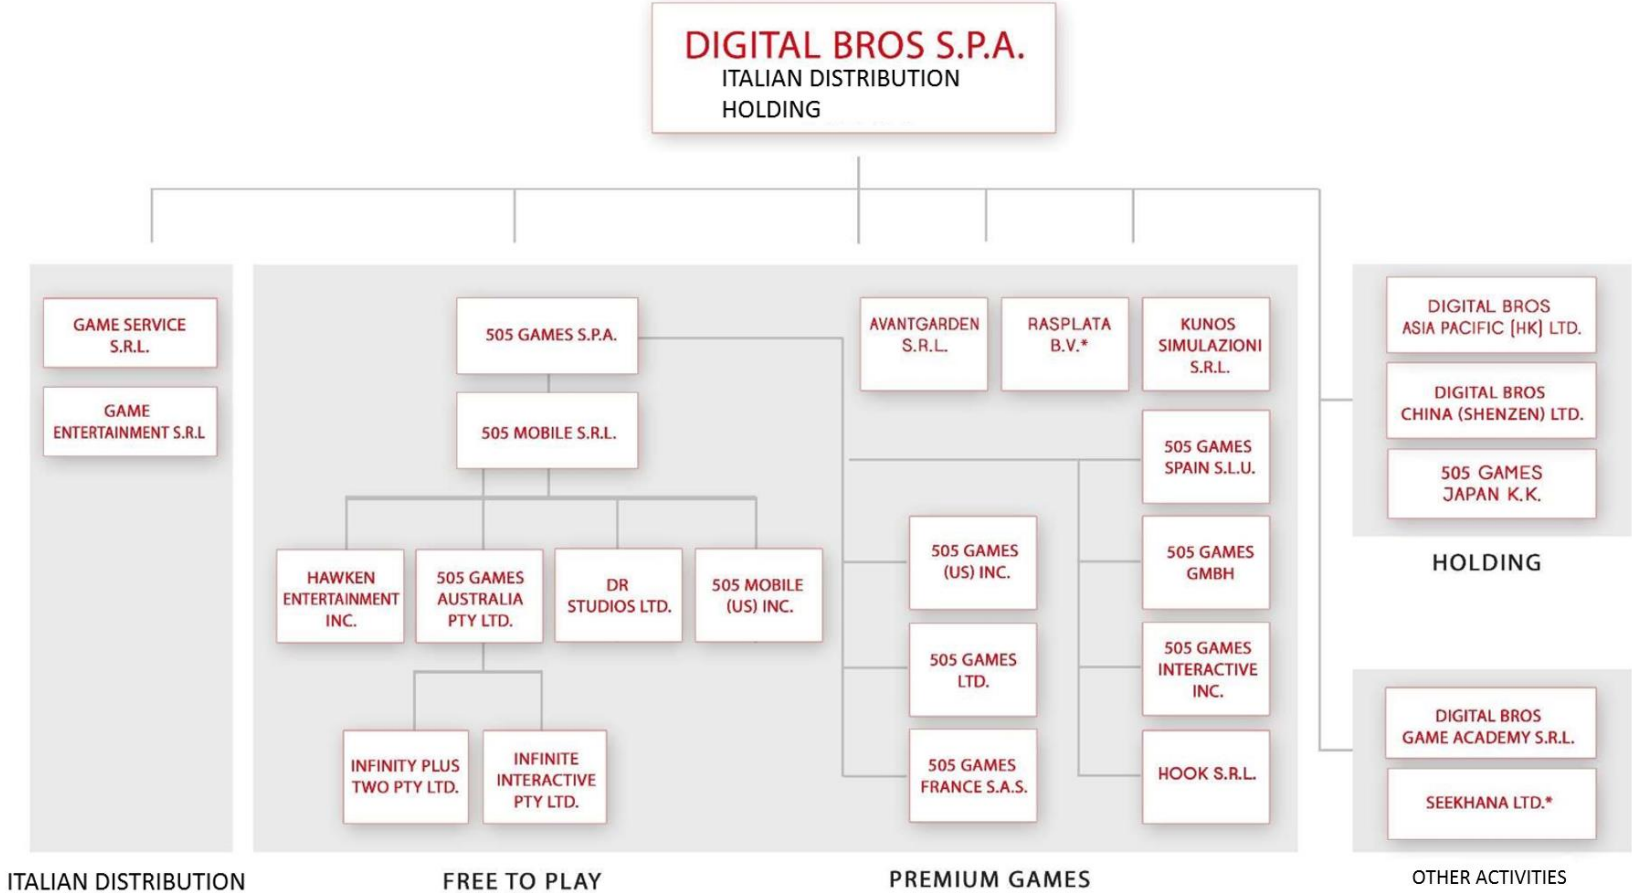 DIGITAL BROS S.P.A.
ITALIAN DISTRIBUTION
HOLDING
GAME SERVICE
S.R.L.
GAME
ENTERTAINMENT S.R.L
ITALIAN DISTRIBUTION
505 GAMES S.P.A.
505 MOBILE S.R.L.
HAWKEN
ENTERTAINMENT
INC.
505 GAMES
AUSTRALIA
PTY LTD.
DR
STUDIOS LTD.
505 MOBILE
(US) INC.
INFINITY PLUS
TWO PTY LTD.
INFINITE
INTERACTIVE
PTY LTD.
FREE TO PLAY
AVANTGARDEN
S.R.L.
RASPLATA
B.V.*
KUNOS
SIMULAZIONI
S.R.L.
505 GAMES
SPAIN S.L.U.
505 GAMES
(US) INC.
505 GAMES
GMBH
505 GAMES
LTD.
505 GAMES
INTERACTIVE
INC.
505 GAMES
FRANCE S.A.S.
HOOK S.R.L.
PREMIUM GAMES
DIGITAL BROS
ASIA PACIFIC (HK) LTD.
DIGITAL BROS
CHINA (SHENZEN) LTD.
505 GAMES
JAPAN K.K.
HOLDING
DIGITAL BROS
GAME ACADEMY S.R.L.
SEEKHANA LTD.*
OTHER ACTIVITIES